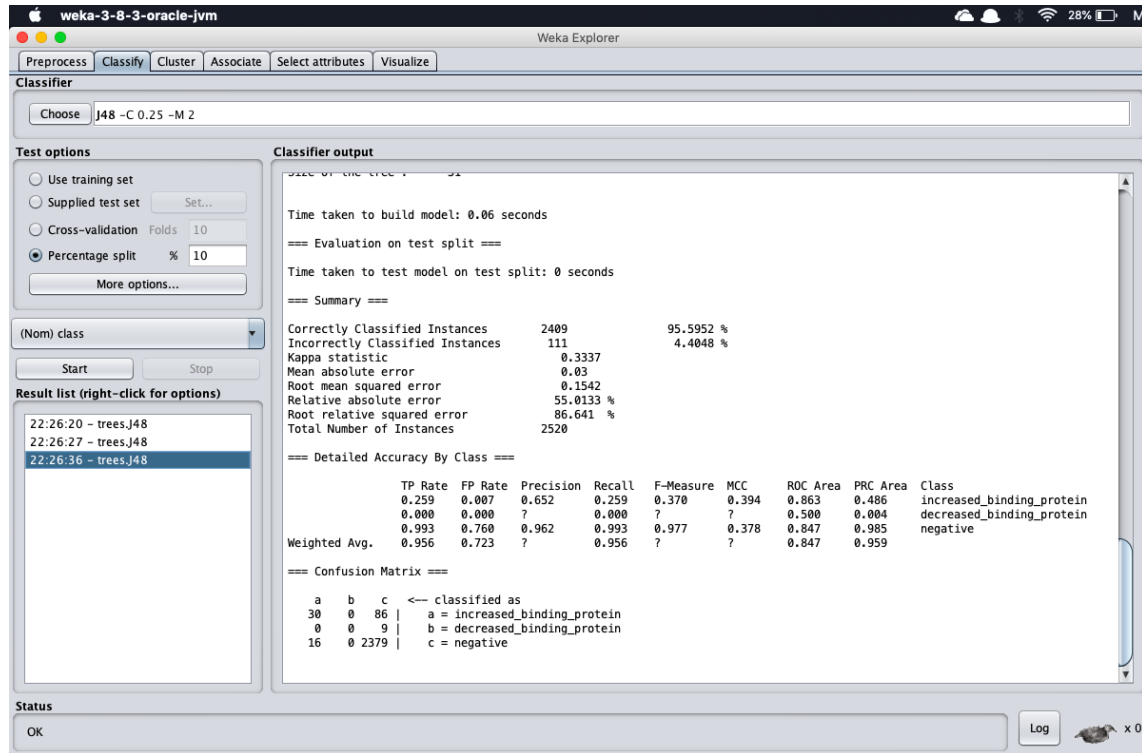 weka-3-8-3-oracle-jvm 28% M
Weka Explorer
Preprocess Classify Cluster Associate Select attributes Visualize
Classifier
Choose J48 -C 0.25 -M 2
Test options
Use training set
Supplied test set Set...
Cross-validation Folds 10
Percentage split % 10
More options...
(Nom) class
Start Stop
Result list (right-click for options)
22:26:20 - trees.J48
22:26:27 - trees.J48
22:26:36 - trees.J48
Classifier output
Size of the tree : 31
Time taken to build model: 0.06 seconds
=== Evaluation on test split ===
Time taken to test model on test split: 0 seconds
=== Summary ===
Correctly Classified Instances 2409 95.5952 %
Incorrectly Classified Instances 111 4.4048 %
Kappa statistic 0.3337
Mean absolute error 0.03
Root mean squared error 0.1542
Relative absolute error 55.0133 %
Root relative squared error 86.641 %
Total Number of Instances 2520
=== Detailed Accuracy By Class ===
TP Rate FP Rate Precision Recall F-Measure MCC ROC Area PRC Area Class
0.259 0.007 0.652 0.259 0.370 0.394 0.863 0.486 increased_binding_protein
0.000 0.000 ? 0.000 ? ? 0.500 0.004 decreased_binding_protein
0.993 0.760 0.962 0.993 0.977 0.378 0.847 0.985 negative
Weighted Avg. 0.956 0.723 ? 0.956 ? ? 0.847 0.959
=== Confusion Matrix ===
a b c <-- classified as
30 0 86 | a = increased_binding_protein
0 0 9 | b = decreased_binding_protein
16 0 2379 | c = negative
Status
OK
Log x 0